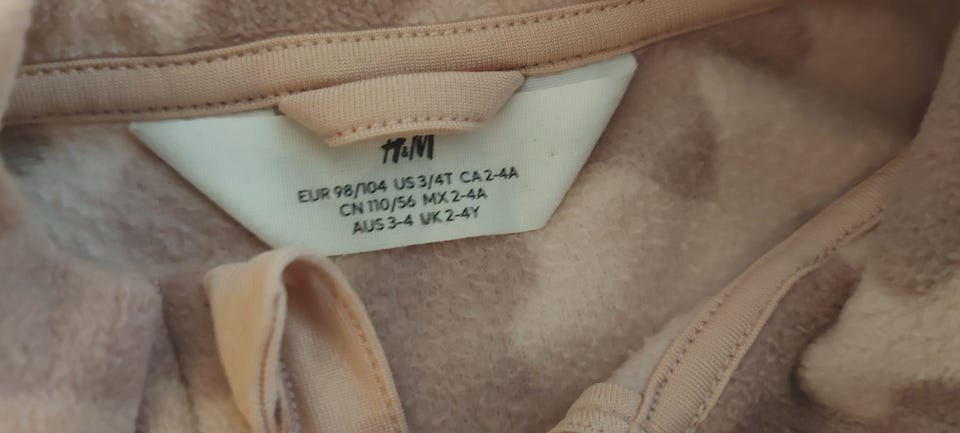 H&M
EUR 98/104 US 3/4T CA 2-4A
CN 110/56 MX 2-4A
AUS 3-4 UK 2-4Y